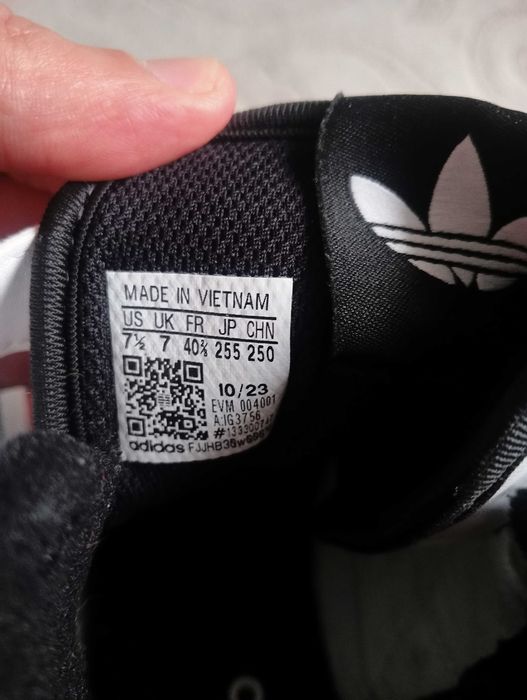 MADE IN VIETNAM
US UK FR JP CHN
7½ 7 40⅔ 255 250
10/23
EVM 004001
A:IG3756
adidas